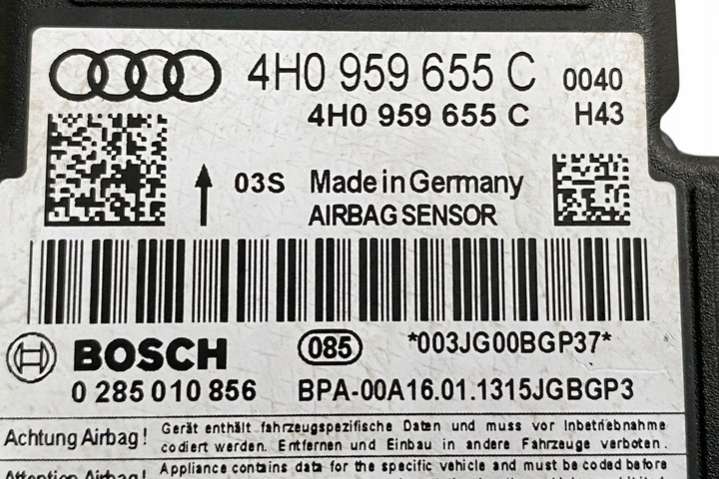 4H0 959 655 C 0040
4H0 959 655 C H43
03S Made in Germany
AIRBAG SENSOR
BOSCH 085 *003JG00BGP37*
0 285 010 856 BPA-00A16.01.1315JGBGP3
Achtung Airbag! Gerät enthält fahrzeugspezifische Daten und muss vor Inbetriebnahme
codiert werden. Entfernen und Einbau in andere Fahrzeuge verboten.
Attention Airbag! Appliance contains data for the specific vehicle and must be coded before